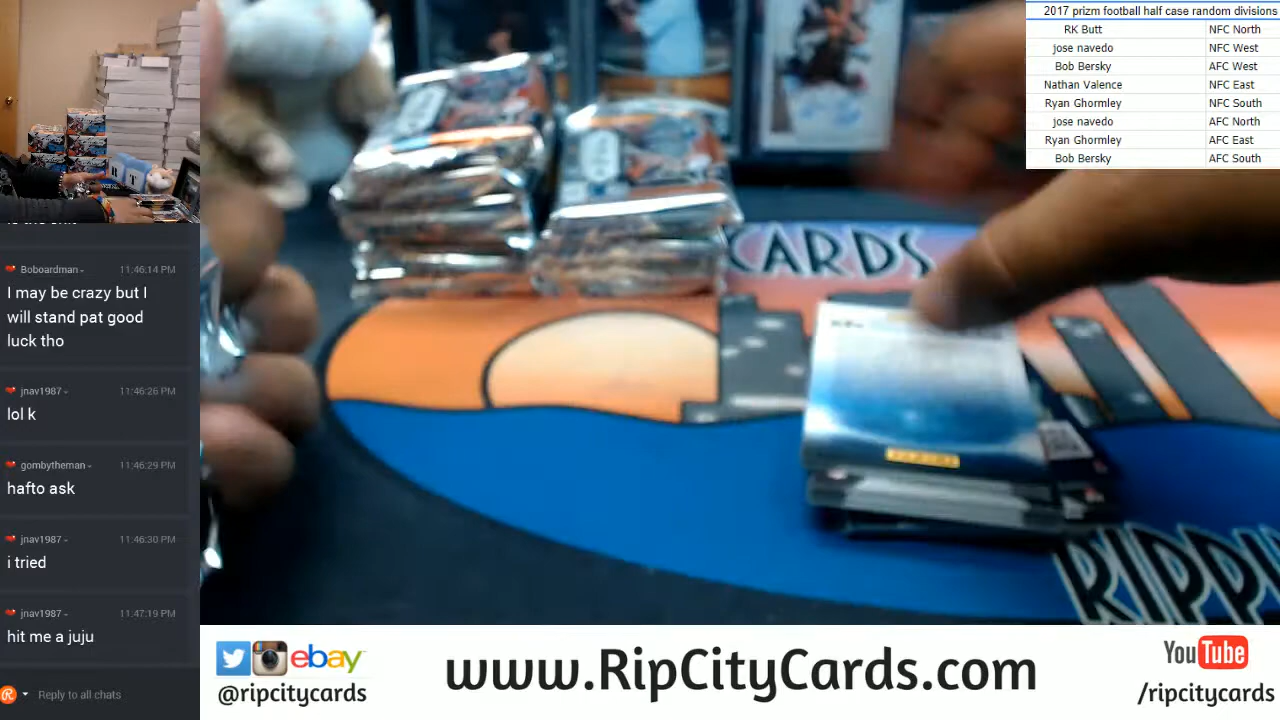 2017 prizm football half case random divisions
RK Butt NFC North
jose navedo NFC West
Bob Bersky AFC West
Nathan Valence NFC East
Ryan Ghormley NFC South
jose navedo AFC North
Ryan Ghormley AFC East
Bob Bersky AFC South
Boboardman 11:46:14 PM
I may be crazy but I
will stand pat good
luck tho
jnav1987 11:46:26 PM
lol k
gombytheman 11:46:29 PM
hafto ask
jnav1987 11:46:30 PM
i tried
jnav1987 11:47:19 PM
hit me a juju
Reply to all chats
CARDS
PANINI
RIPPI
ebay
@ripcitycards
www.RipCityCards.com
YouTube
/ripcitycards